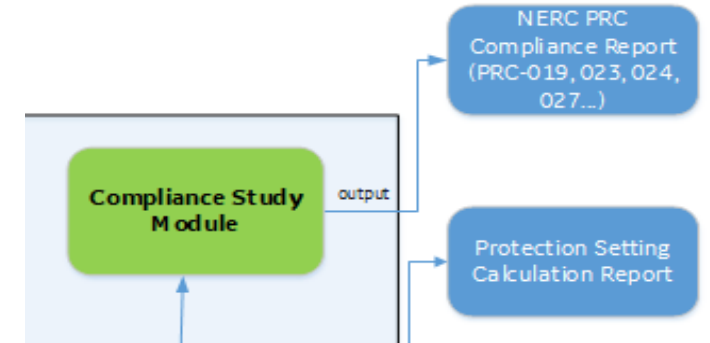 NERC PRC
Compliance Report
(PRC-019, 023, 024,
027...)
Compliance Study
Module
output
Protection Setting
Calculation Report